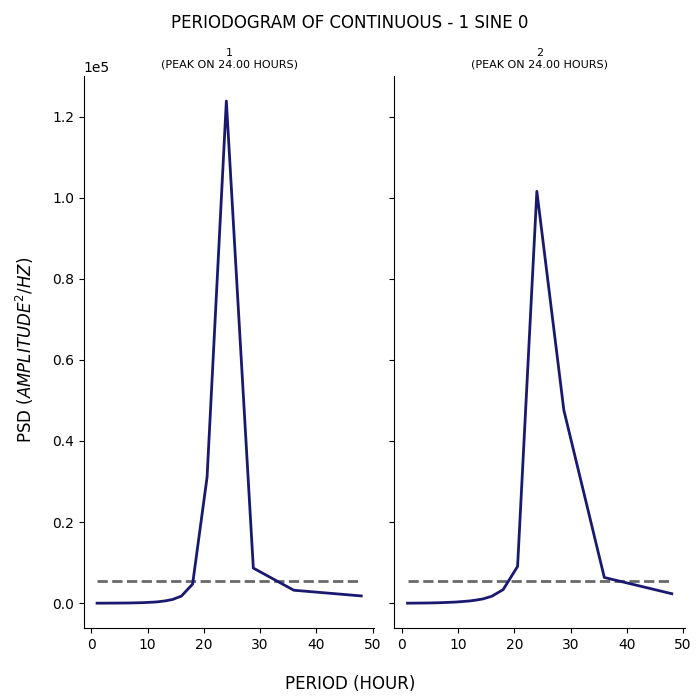 PERIODOGRAM OF CONTINUOUS - 1 SINE 0
1
(PEAK ON 24.00 HOURS)
2
(PEAK ON 24.00 HOURS)
1e5
1.2
1.0
0.8
0.6
0.4
0.2
0.0
PSD (AMPLITUDE²/HZ)
0 10 20 30 40 50
0 10 20 30 40 50
PERIOD (HOUR)